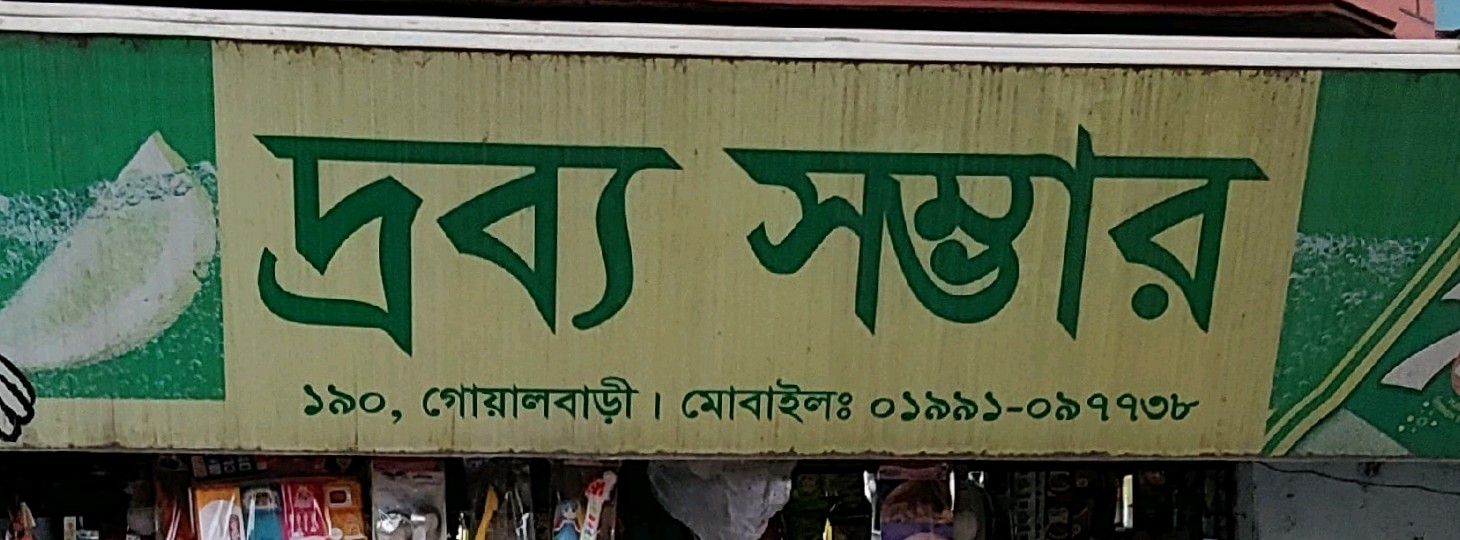 দ্রব্য সম্ভার
১৯০, গোয়ালবাড়ী । মোবাইলঃ ০১৯৯১-০৯৭৭৩৮